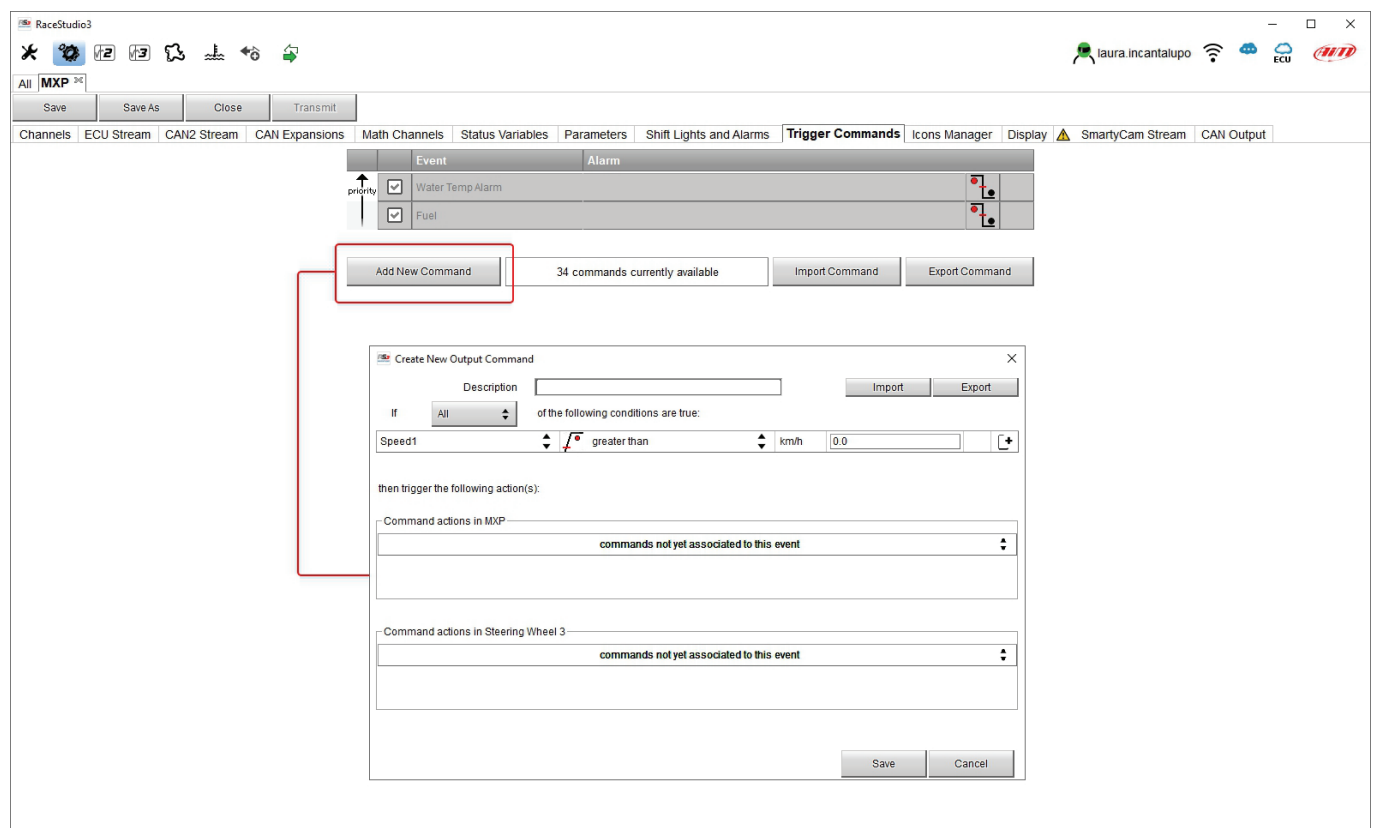 RaceStudio3
laura.incantalupo ECU AiM
All MXP
Save Save As Close Transmit
Channels ECU Stream CAN2 Stream CAN Expansions Math Channels Status Variables Parameters Shift Lights and Alarms Trigger Commands Icons Manager Display SmartyCam Stream CAN Output
Event Alarm
priority Water Temp Alarm
Fuel
Add New Command 34 commands currently available Import Command Export Command
Create New Output Command
Description Import Export
If All of the following conditions are true:
Speed1 greater than km/h 0.0
then trigger the following action(s):
Command actions in MXP
commands not yet associated to this event
Command actions in Steering Wheel 3
commands not yet associated to this event
Save Cancel